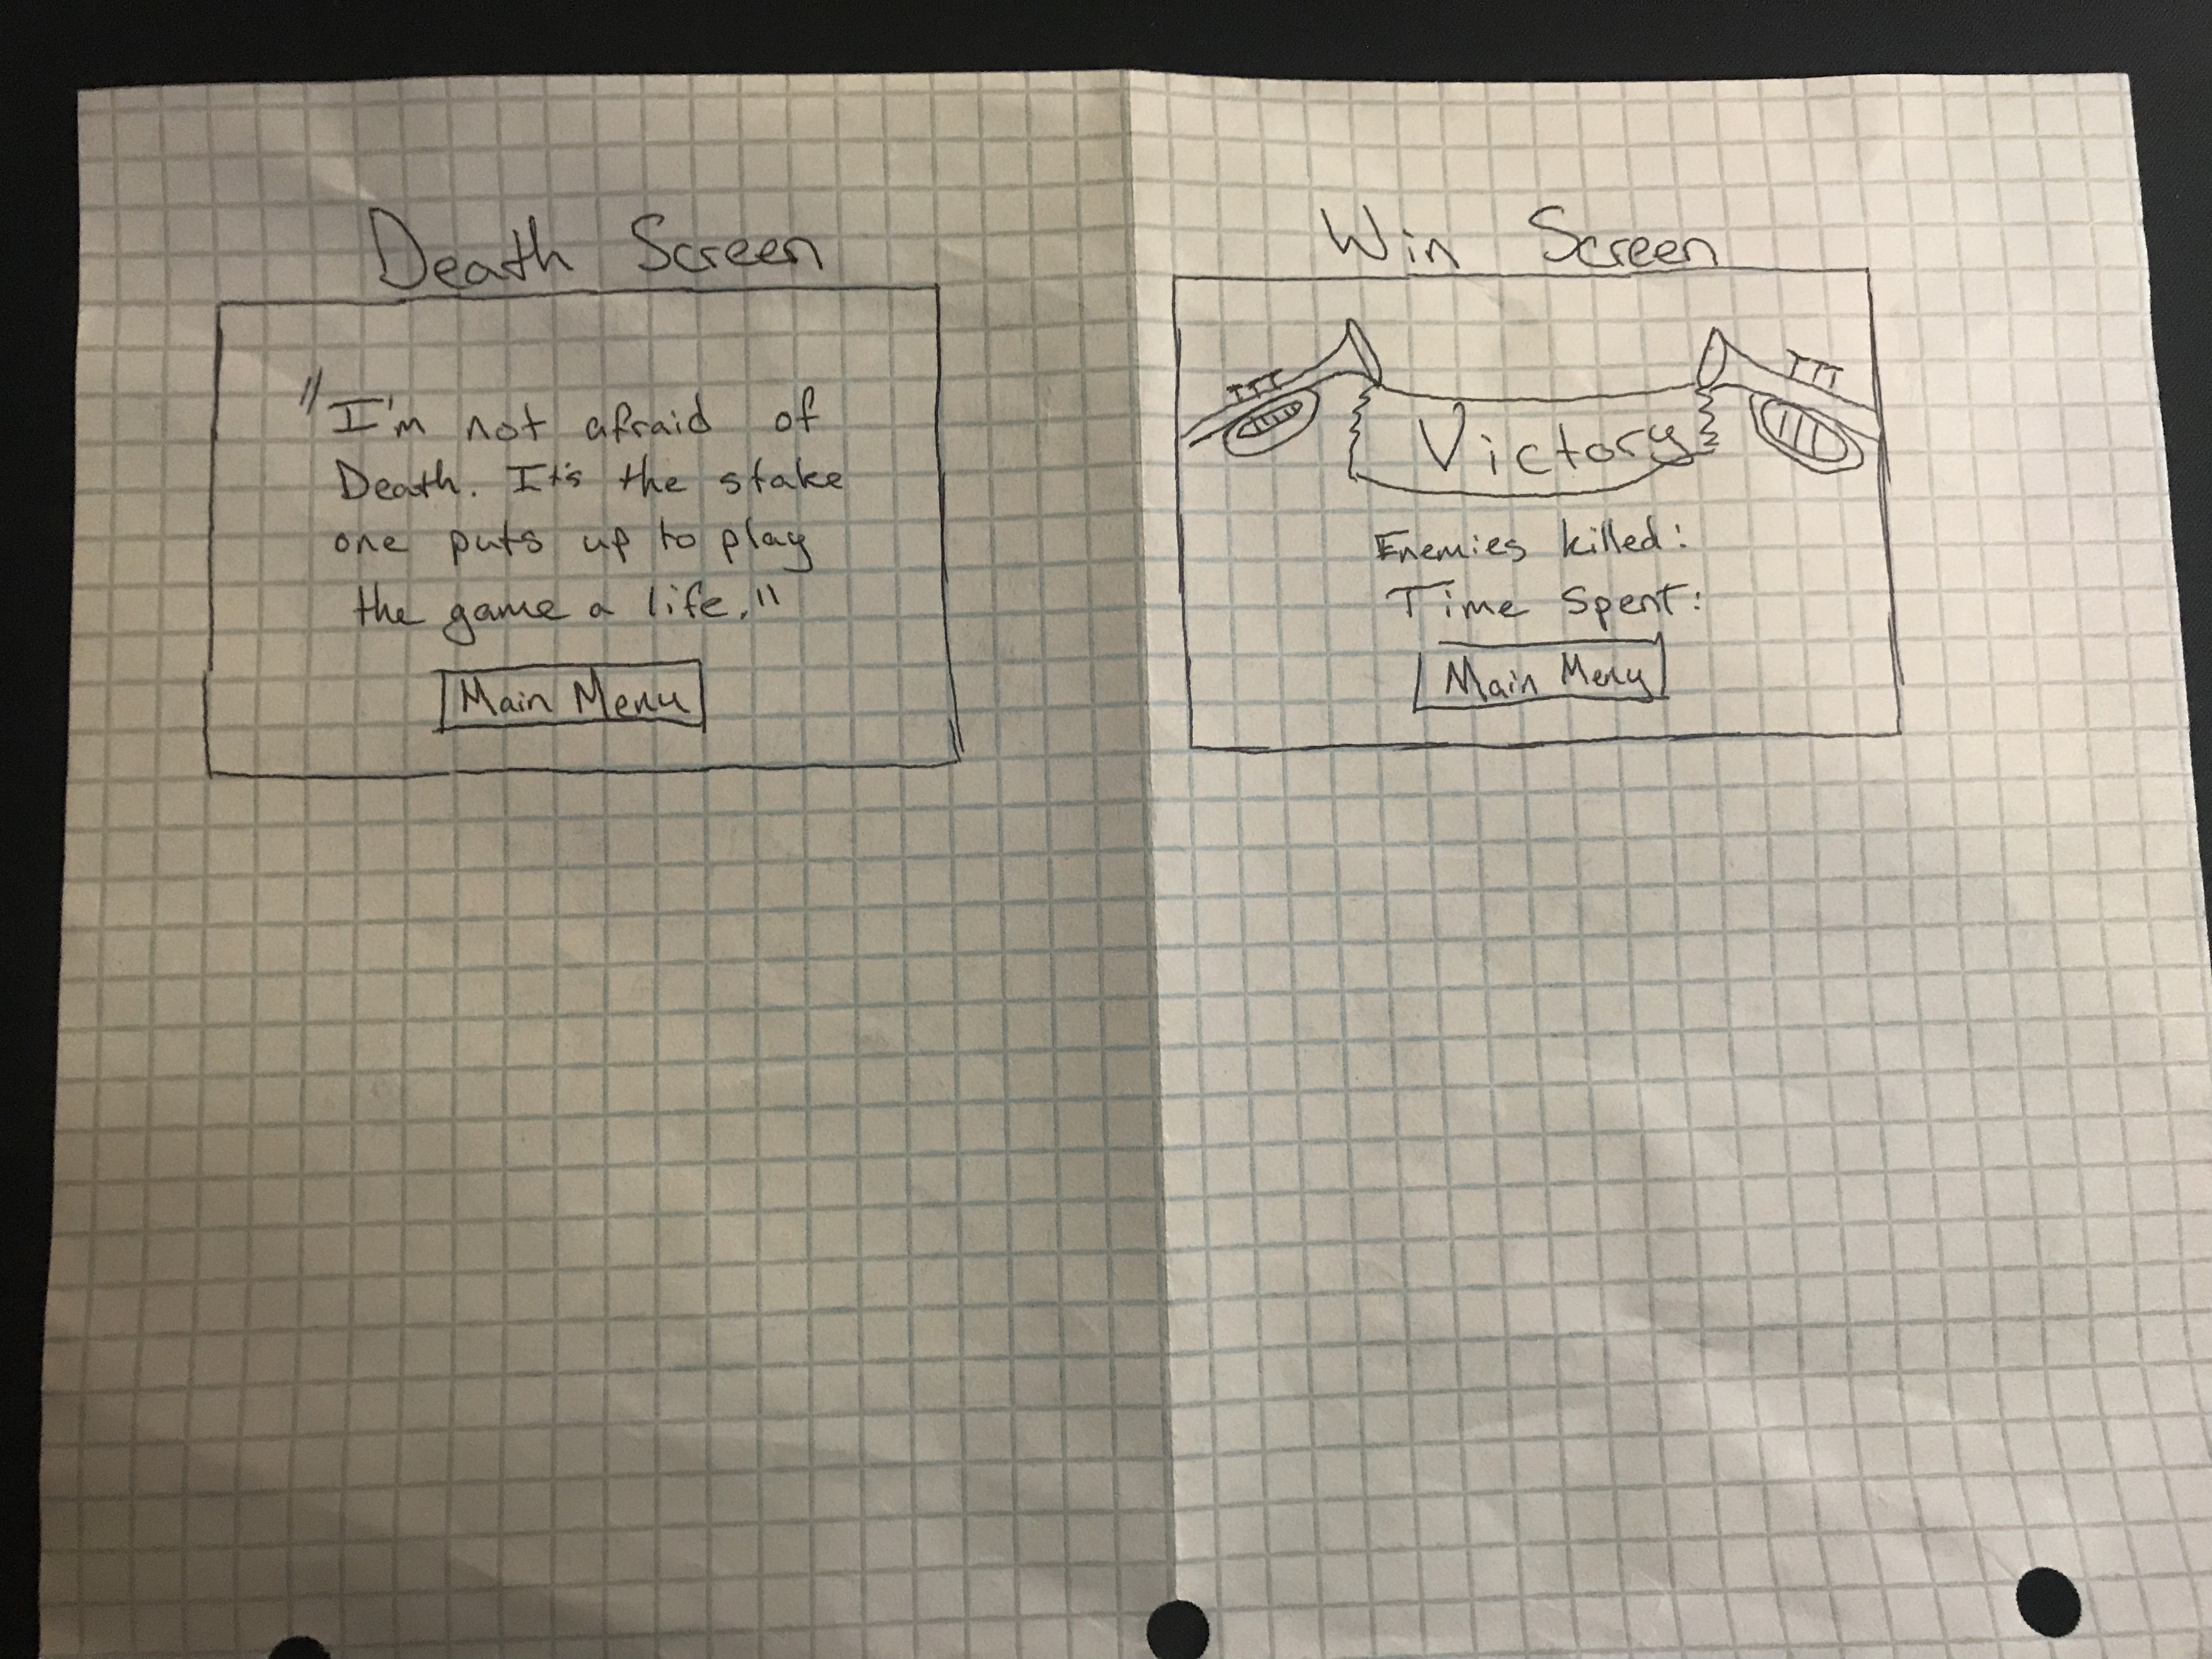 Death Screen
"I'm not afraid of
Death. It's the stake
one puts up to play
the game a life."
Main Menu
Win Screen
Victory
Enemies killed:
Time Spent:
Main Menu